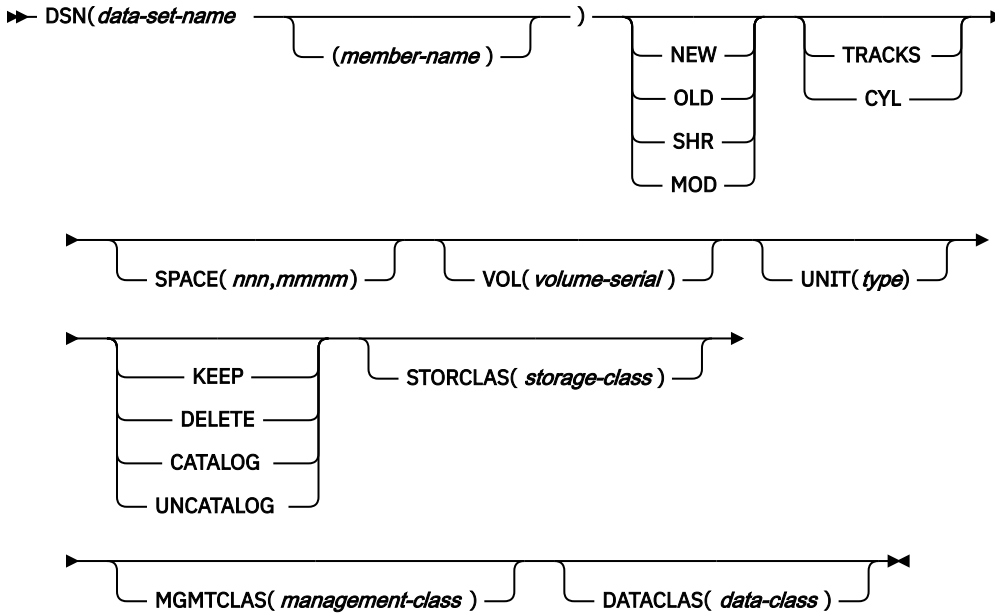 DSN( data-set-name )
(member-name )
NEW TRACKS
OLD CYL
SHR
MOD
SPACE( nnn,mmmm) VOL( volume-serial ) UNIT( type)
KEEP STORCLAS( storage-class )
DELETE
CATALOG
UNCATALOG
MGMTCLAS( management-class ) DATACLAS( data-class )